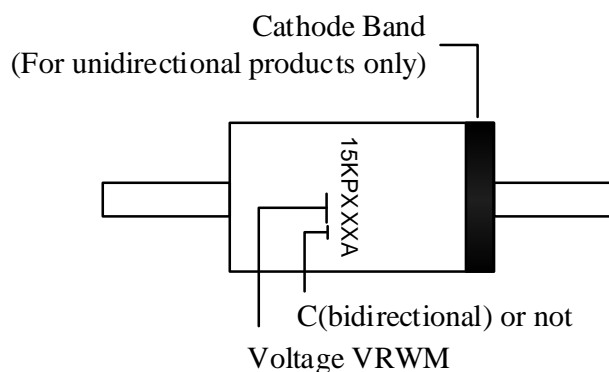 Cathode Band
(For unidirectional products only)
15KPXXXA
C(bidirectional) or not
Voltage VRWM